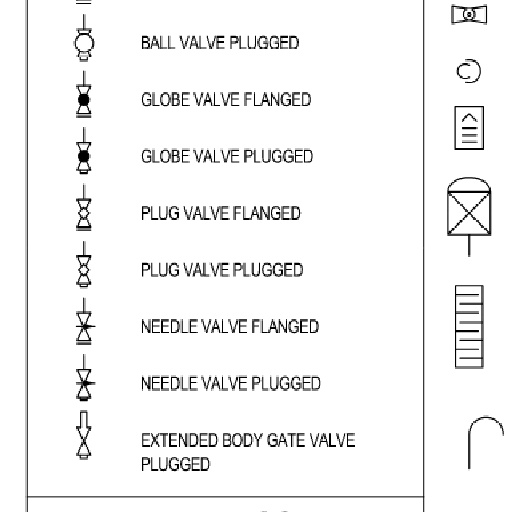 BALL VALVE PLUGGED
GLOBE VALVE FLANGED
GLOBE VALVE PLUGGED
PLUG VALVE FLANGED
PLUG VALVE PLUGGED
NEEDLE VALVE FLANGED
NEEDLE VALVE PLUGGED
EXTENDED BODY GATE VALVE
PLUGGED